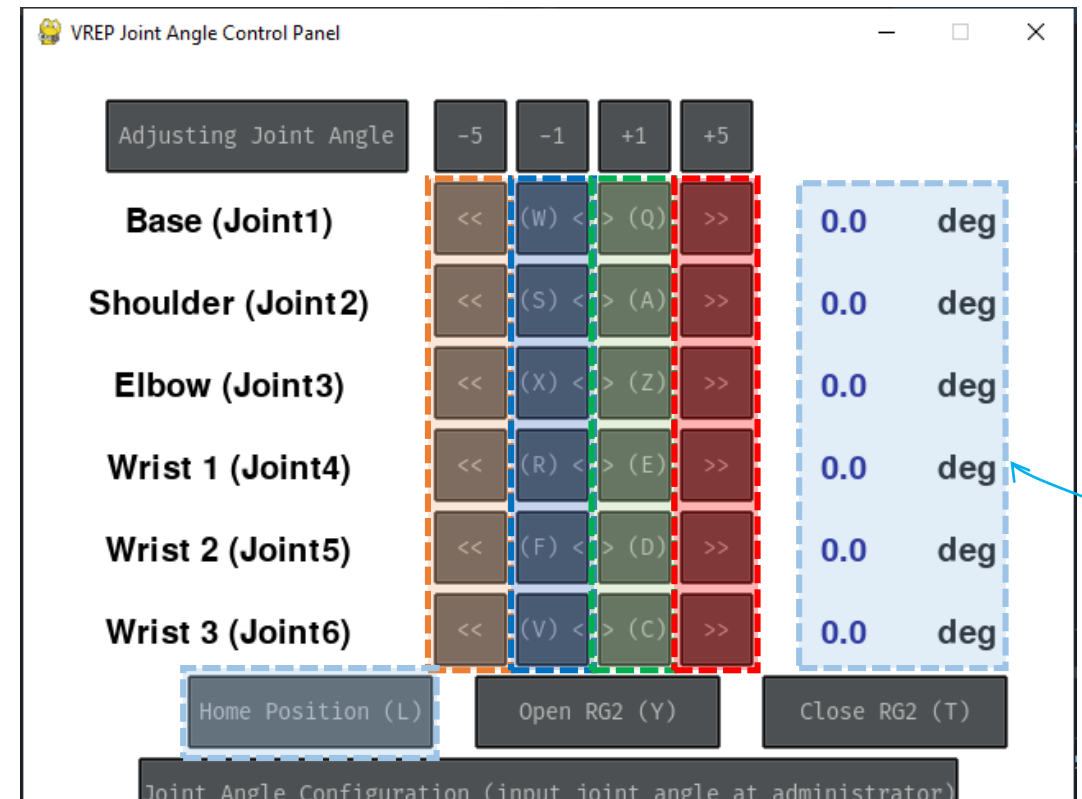 VREP Joint Angle Control Panel
Adjusting Joint Angle −5 −1 +1 +5
Base (Joint1) << (W) < > (Q) >> 0.0 deg
Shoulder (Joint2) << (S) < > (A) >> 0.0 deg
Elbow (Joint3) << (X) < > (Z) >> 0.0 deg
Wrist 1 (Joint4) << (R) < > (E) >> 0.0 deg
Wrist 2 (Joint5) << (F) < > (D) >> 0.0 deg
Wrist 3 (Joint6) << (V) < > (C) >> 0.0 deg
Home Position (L) Open RG2 (Y) Close RG2 (T)
Joint Angle Configuration (input joint angle at administrator)